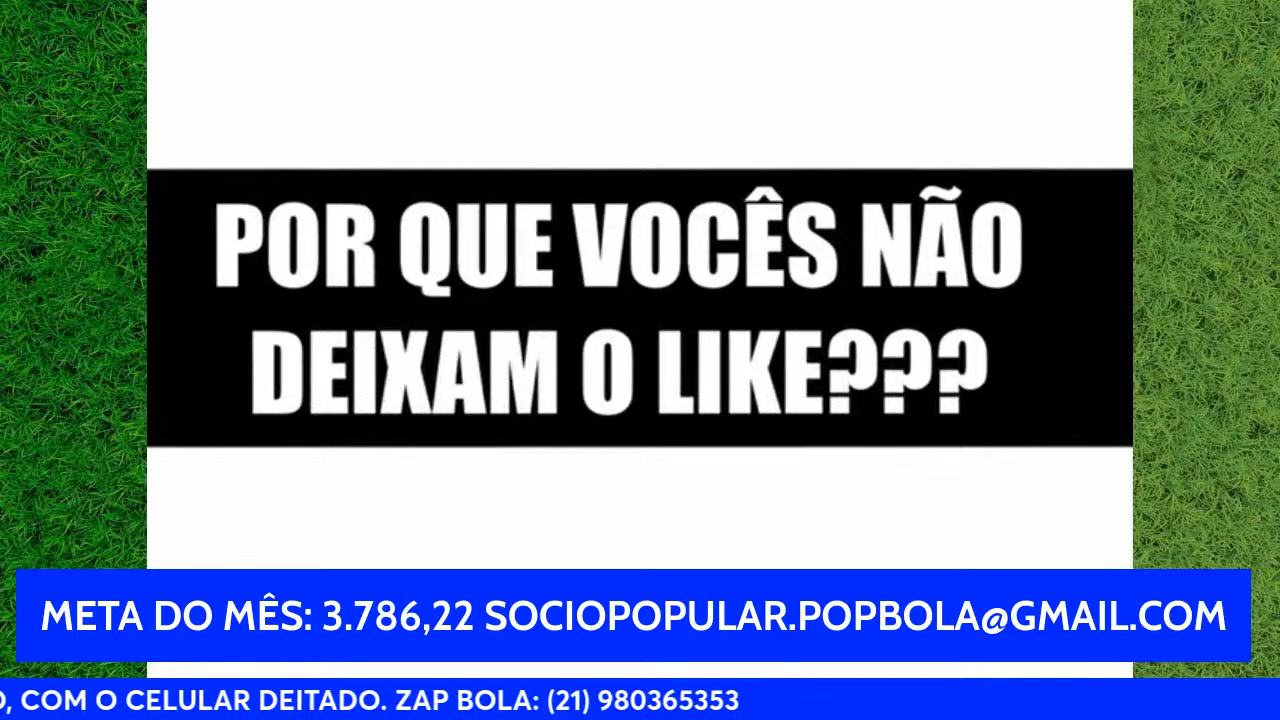 POR QUE VOCÊS NÃO
DEIXAM O LIKE???
META DO MÊS: 3.786,22 SOCIOPOPULAR.POPBOLA@GMAIL.COM
, COM O CELULAR DEITADO. ZAP BOLA: (21) 980365353